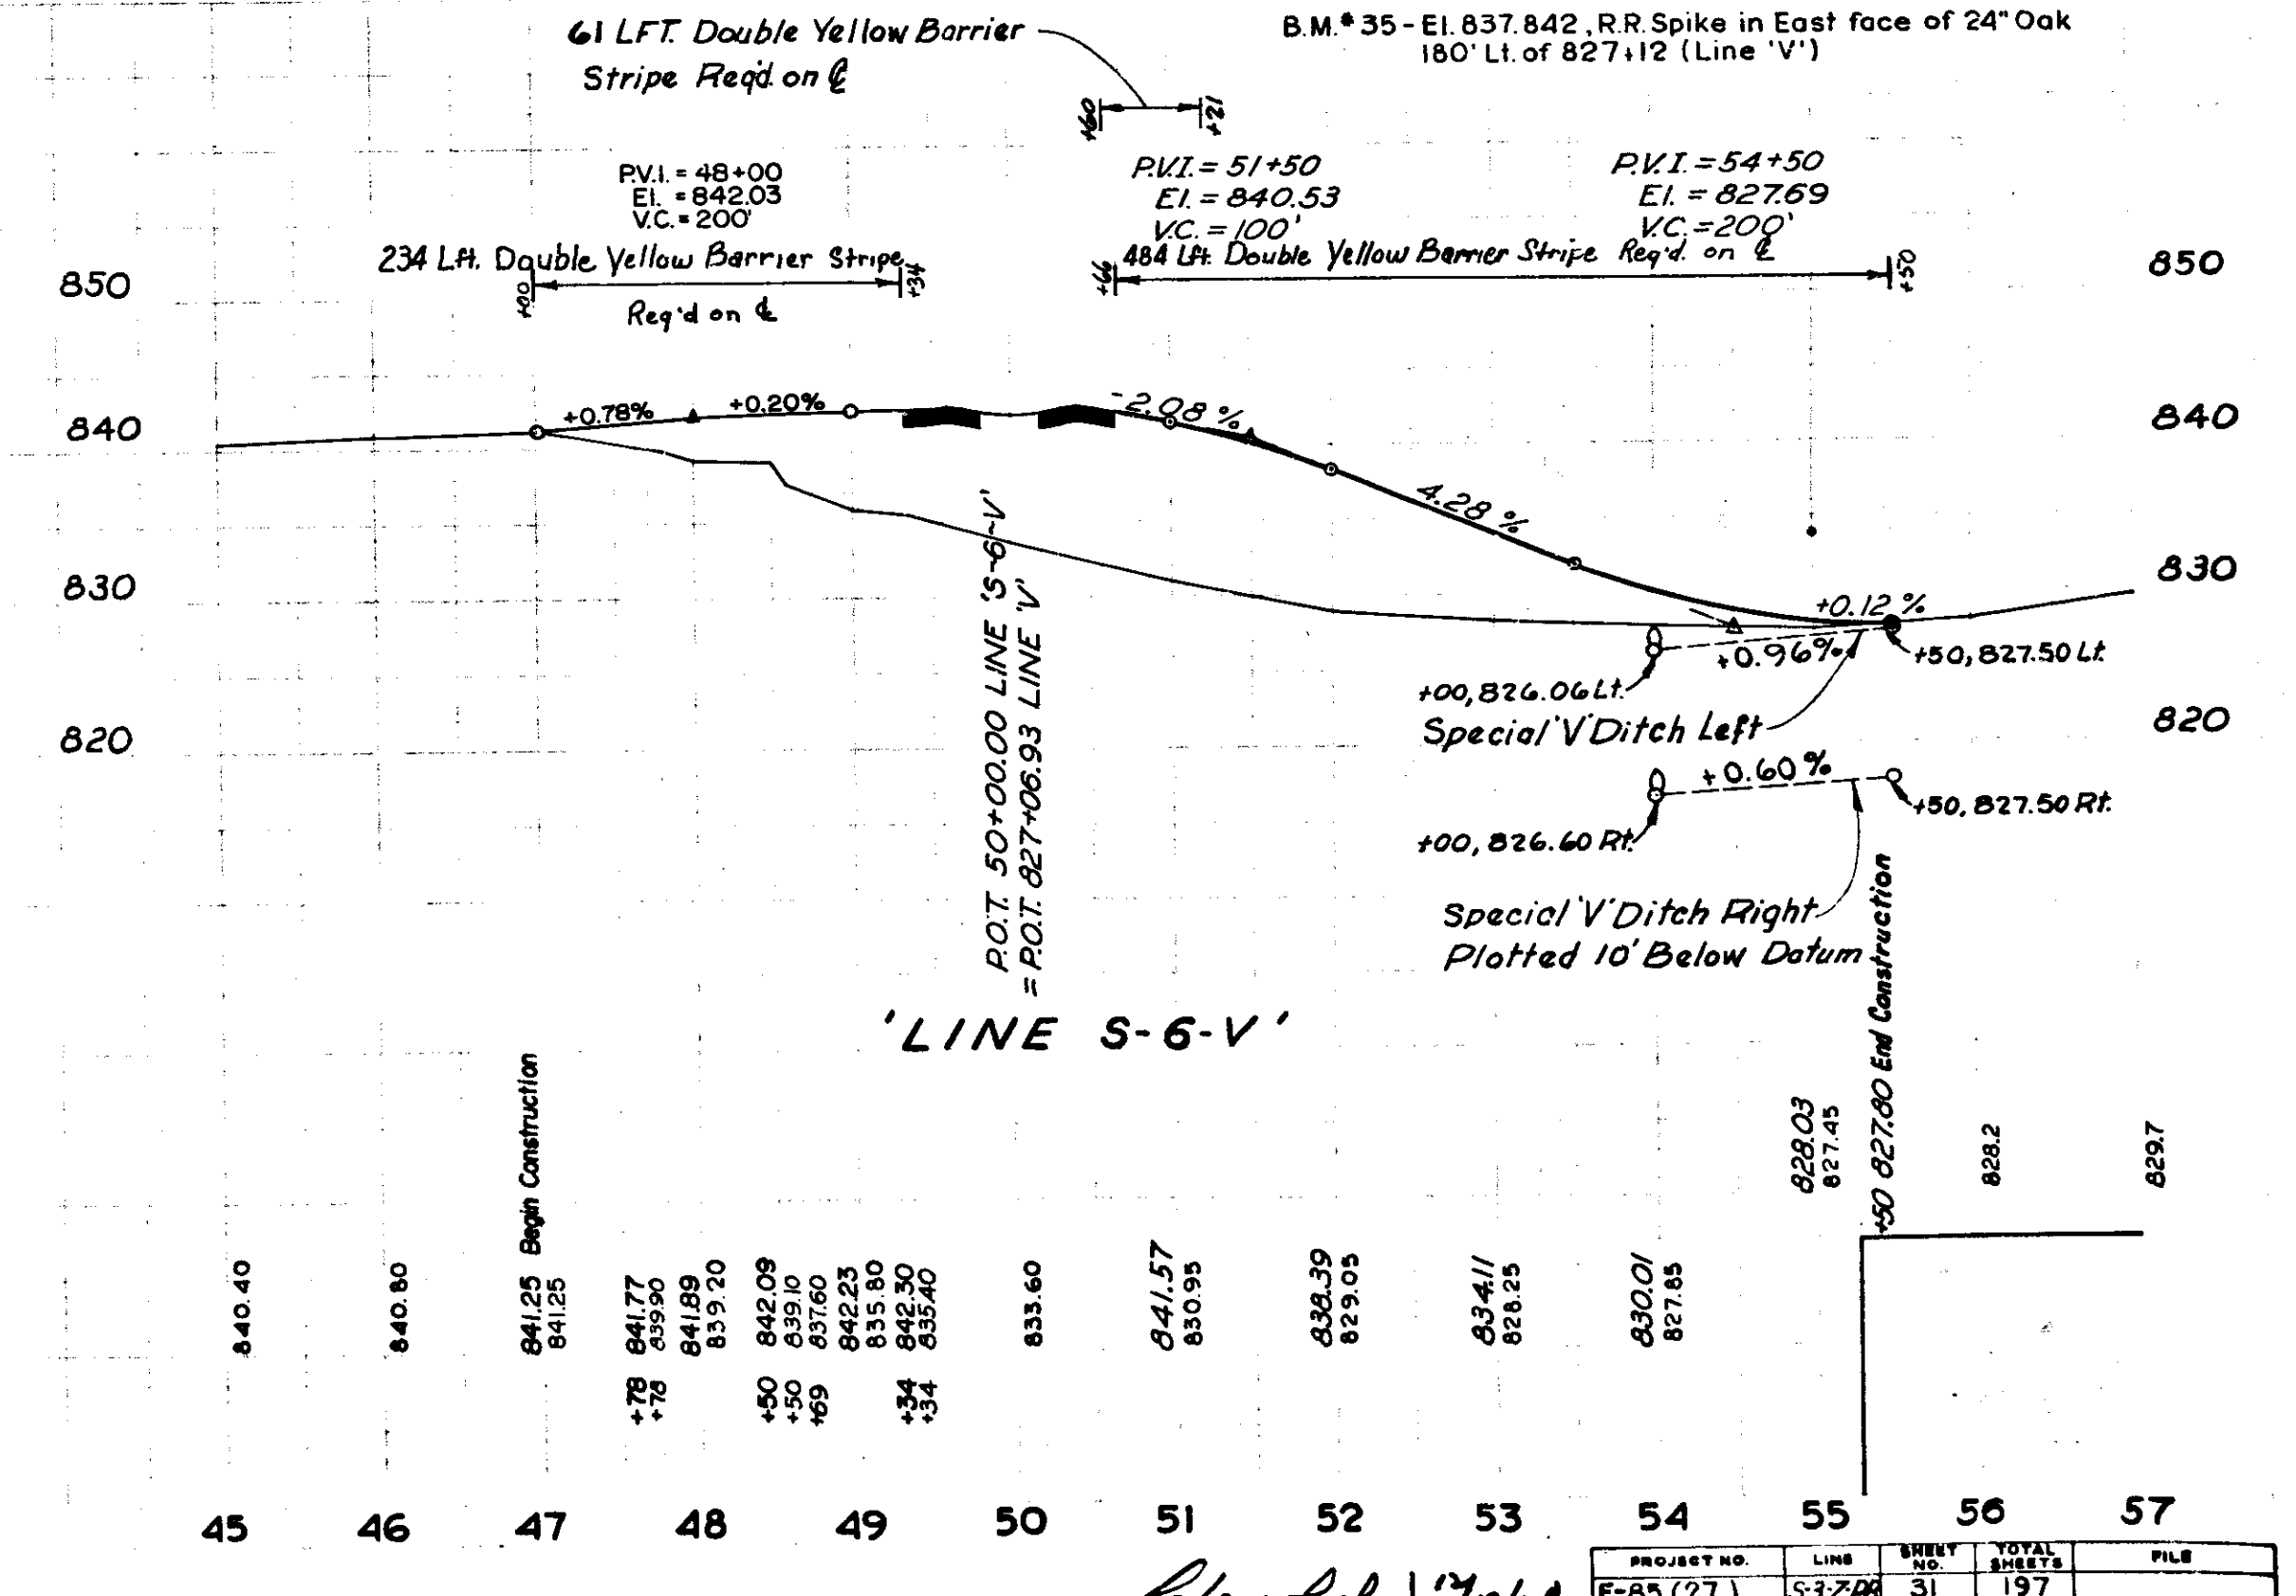 61 LFT. Double Yellow Barrier
Stripe Req'd. on ℄
B.M.#35-El. 837.842, R.R. Spike in East face of 24" Oak
180' Lt. of 827+12 (Line 'V')
+60
+21
P.V.I. = 48+00
El. = 842.03
V.C. = 200'
P.V.I. = 51+50
El. = 840.53
V.C. = 100'
P.V.I. = 54+50
El. = 827.69
V.C. = 200'
234 Lft. Double Yellow Barrier Stripe
Req'd on ℄
+00
+34
484 Lft. Double Yellow Barrier Stripe Req'd. on ℄
+66
+50
850
850
840
+0.78%
+0.20%
-2.08%
840
4.28%
830
830
+0.12%
+0.96%
+50, 827.50 Lt.
+00, 826.06 Lt.
Special 'V' Ditch Left
820
820
+0.60%
+50, 827.50 Rt.
+00, 826.60 Rt.
Special 'V' Ditch Right
Plotted 10' Below Datum
P.O.T. 50+00.00 LINE 'S-6-V'
= P.O.T. 827+06.93 LINE 'V'
'LINE S-6-V'
840.40
840.80
841.25 Begin Construction
841.25
+78 841.77
+78 839.90
841.89
839.20
+50 842.09
+50 839.10
+69 837.60
842.23
835.80
+34 842.30
+34 835.40
833.60
841.57
830.95
838.39
829.05
834.11
828.25
830.01
827.85
828.03
827.45
+50 827.80 End Construction
828.2
829.7
45 46 47 48 49 50 51 52 53 54 55 56 57
PROJECT NO. LINE SHEET NO. TOTAL SHEETS FILE
F-85 (27) 31 197